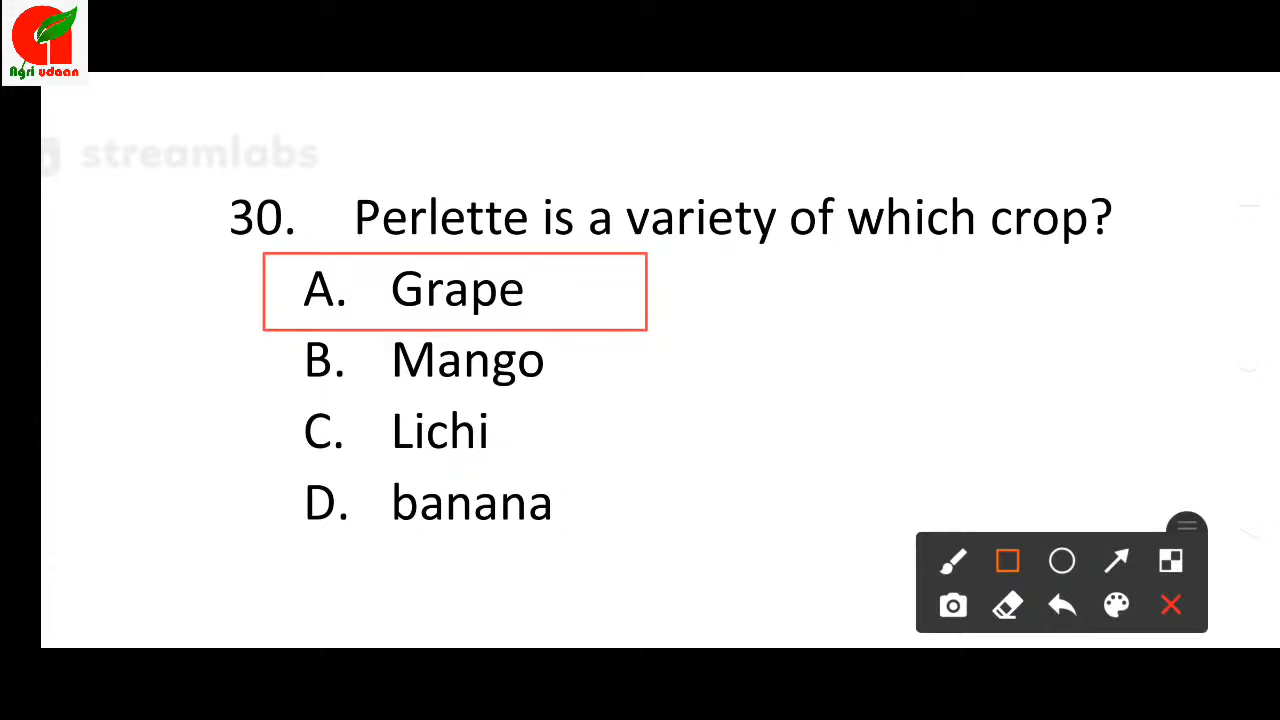 Agri udaan
streamlabs
30. Perlette is a variety of which crop?
A. Grape
B. Mango
C. Lichi
D. banana